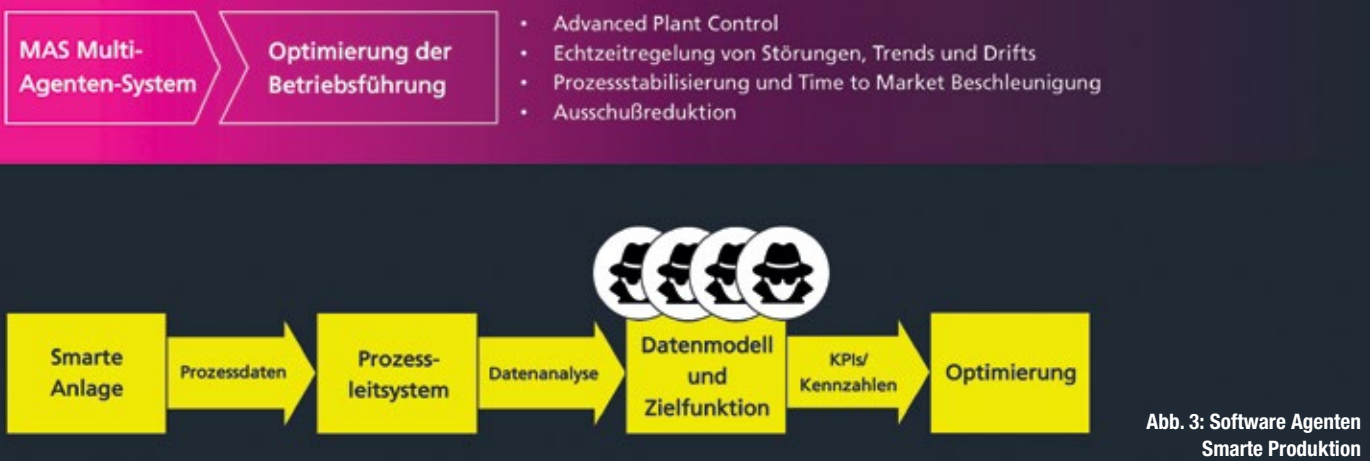 MAS Multi-
Agenten-System
Optimierung der
Betriebsführung
• Advanced Plant Control
• Echtzeitregelung von Störungen, Trends und Drifts
• Prozessstabilisierung und Time to Market Beschleunigung
• Ausschußreduktion
Smarte
Anlage
Prozessdaten
Prozess-
leitsystem
Datenanalyse
Datenmodell
und
Zielfunktion
KPIs/
Kennzahlen
Optimierung
Abb. 3: Software Agenten
Smarte Produktion